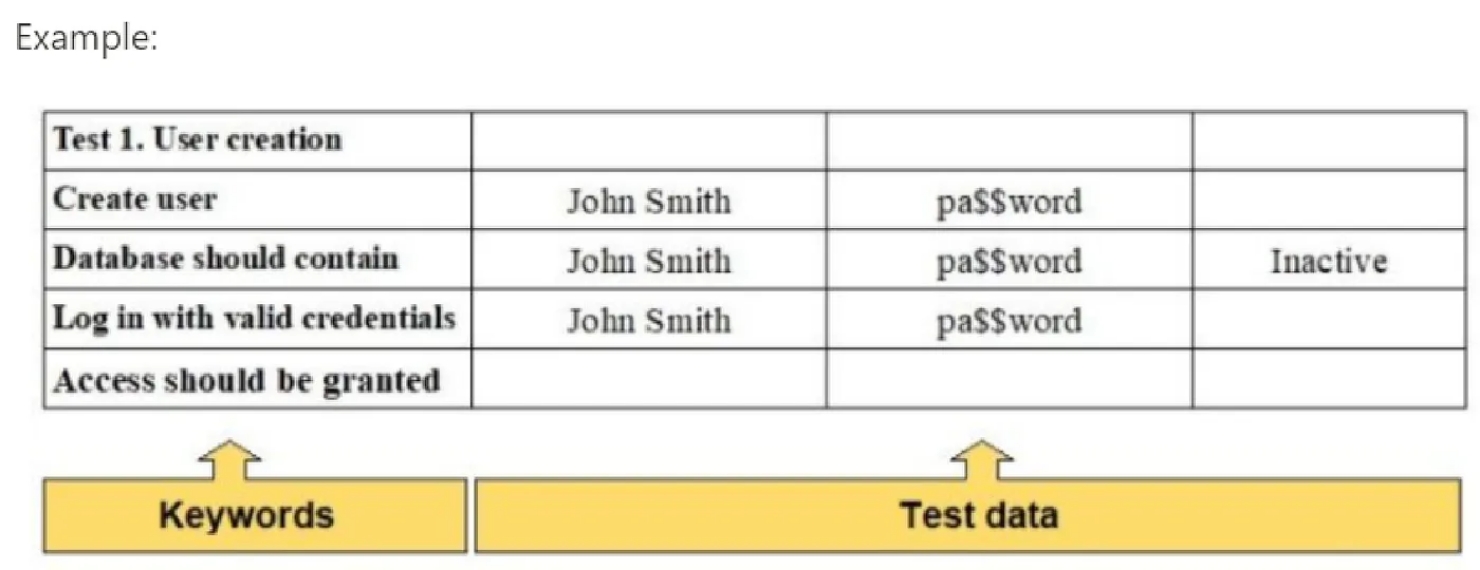 Example:
Test 1. User creation
Create user John Smith pa$$word
Database should contain John Smith pa$$word Inactive
Log in with valid credentials John Smith pa$$word
Access should be granted
Keywords Test data